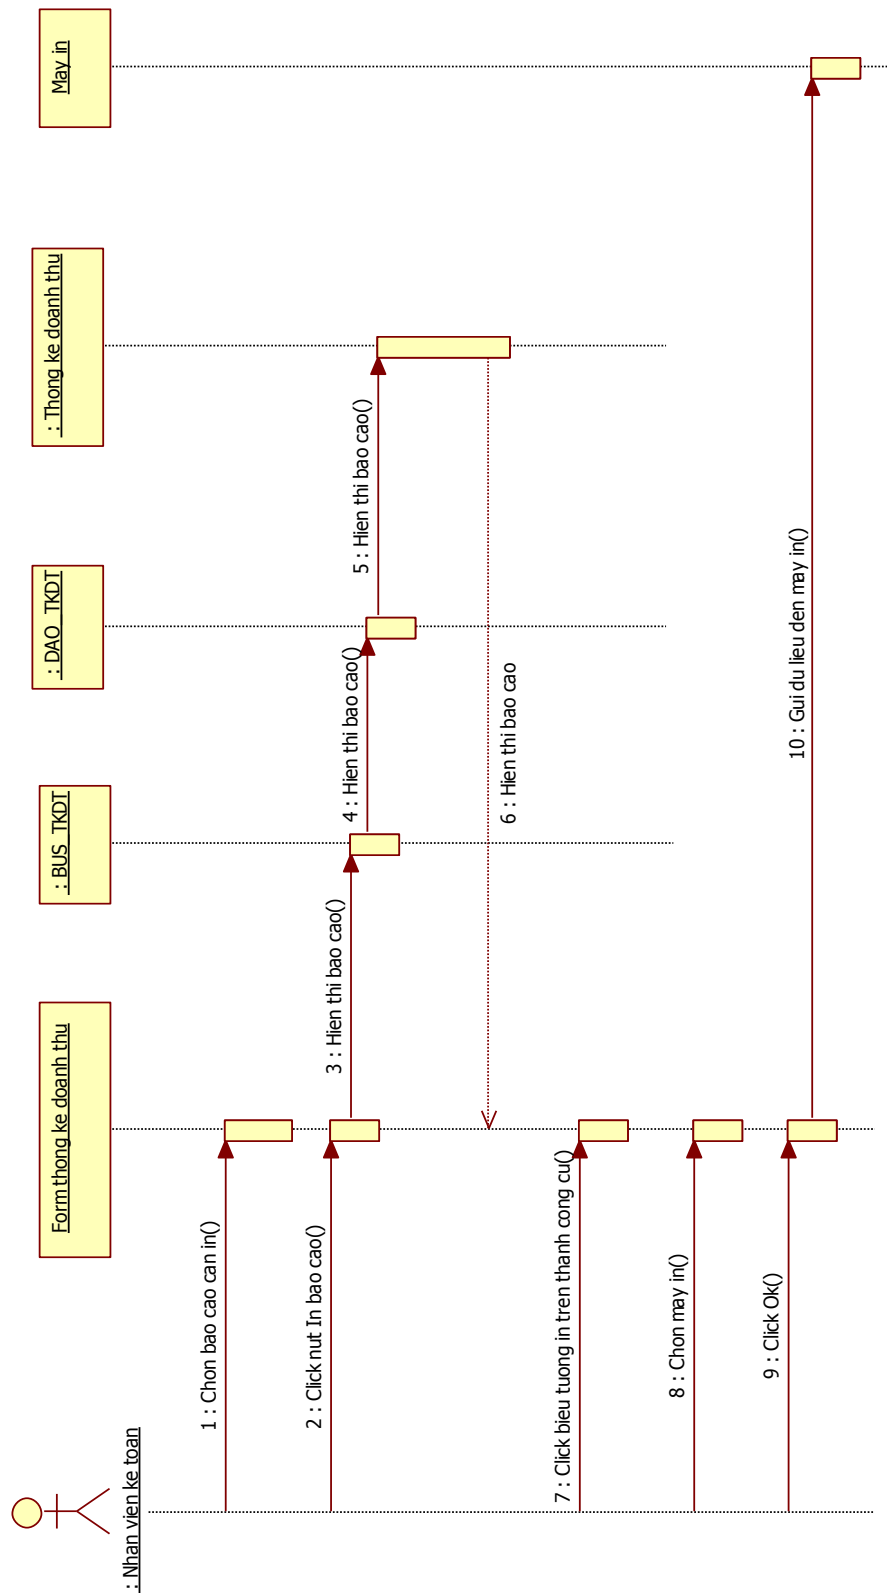 : Nhan vien ke toan
Form thong ke doanh thu
: BUS_TKDT
: DAO_TKDT
: Thong ke doanh thu
May in
1 : Chon bao cao can in()
2 : Click nut In bao cao()
3 : Hien thi bao cao()
4 : Hien thi bao cao()
5 : Hien thi bao cao()
6 : Hien thi bao cao
7 : Click bieu tuong in tren thanh cong cu()
8 : Chon may in()
9 : Click Ok()
10 : Gui du lieu den may in()